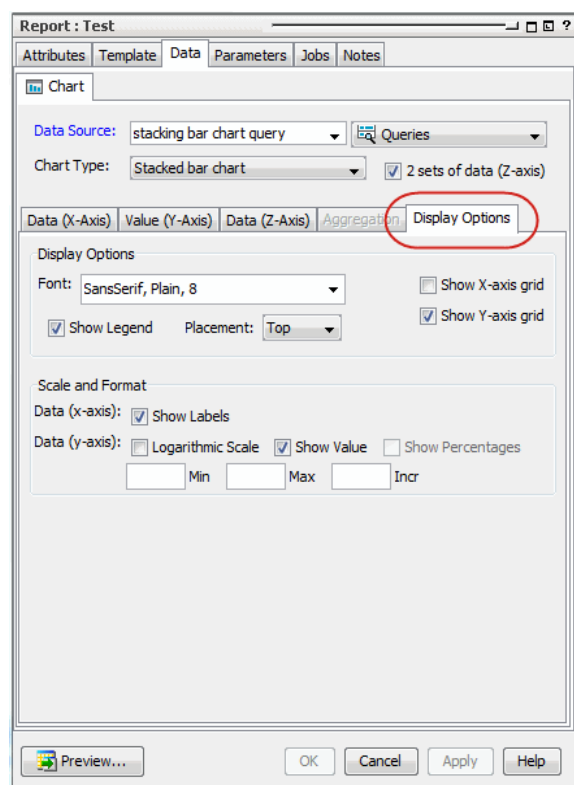 Report : Test ?
Attributes Template Data Parameters Jobs Notes
Chart
Data Source: stacking bar chart query Queries
Chart Type: Stacked bar chart 2 sets of data (Z-axis)
Data (X-Axis) Value (Y-Axis) Data (Z-Axis) Aggregation Display Options
Display Options
Font: SansSerif, Plain, 8 Show X-axis grid
Show Legend Placement: Top Show Y-axis grid
Scale and Format
Data (x-axis): Show Labels
Data (y-axis): Logarithmic Scale Show Value Show Percentages
Min Max Incr
Preview... OK Cancel Apply Help